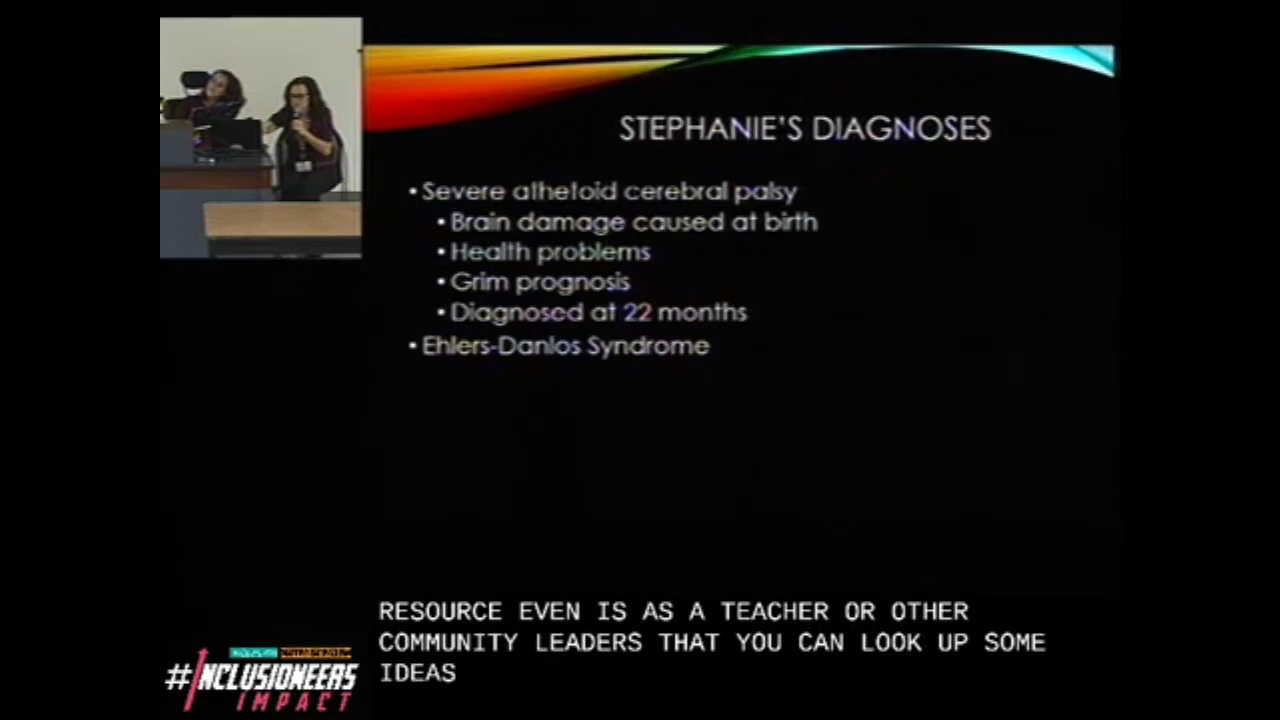 STEPHANIE'S DIAGNOSES
• Severe athetoid cerebral palsy
• Brain damage caused at birth
• Health problems
• Grim prognosis
• Diagnosed at 22 months
• Ehlers-Danlos Syndrome
RESOURCE EVEN IS AS A TEACHER OR OTHER
COMMUNITY LEADERS THAT YOU CAN LOOK UP SOME
IDEAS
#INCLUSIONEERS
IMPACT